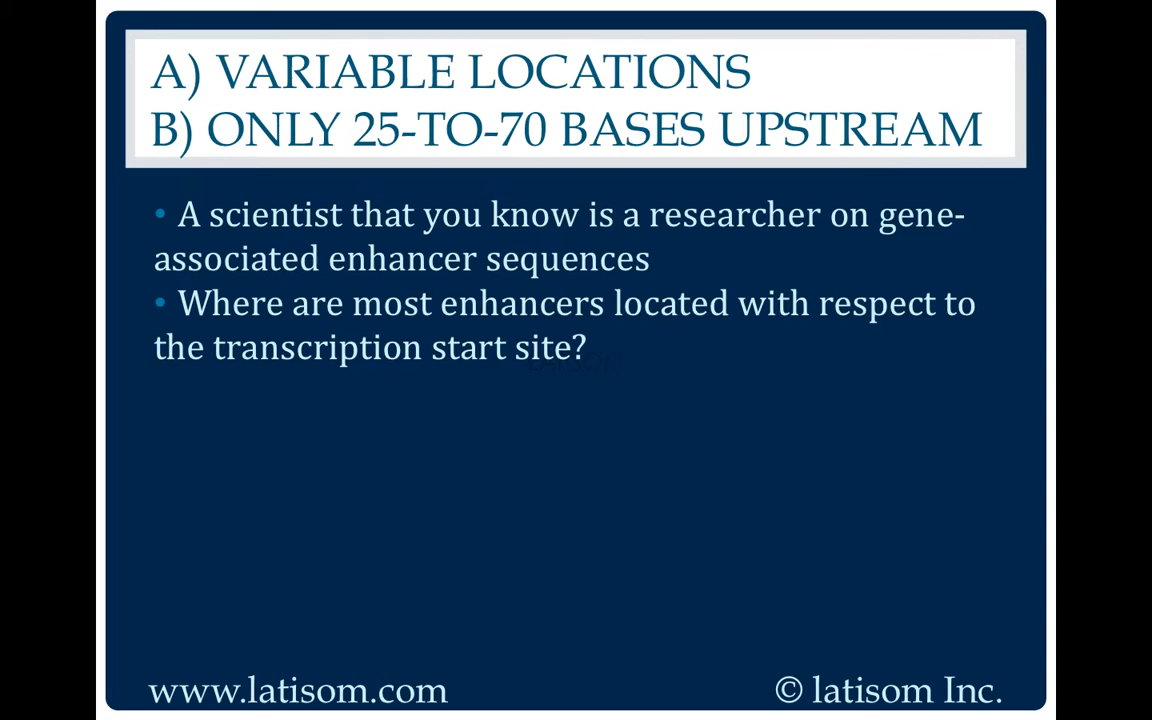 A) VARIABLE LOCATIONS
B) ONLY 25-TO-70 BASES UPSTREAM
• A scientist that you know is a researcher on gene-
associated enhancer sequences
• Where are most enhancers located with respect to
the transcription start site?
www.latisom.com
© latisom Inc.